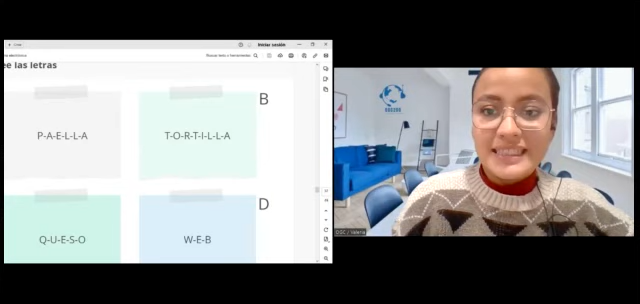 Iniciar sesión
Buscar texto o herramientas
ee las letras
P-A-E-L-L-A
T-O-R-T-I-L-L-A
B
Q-U-E-S-O
W-E-B
D